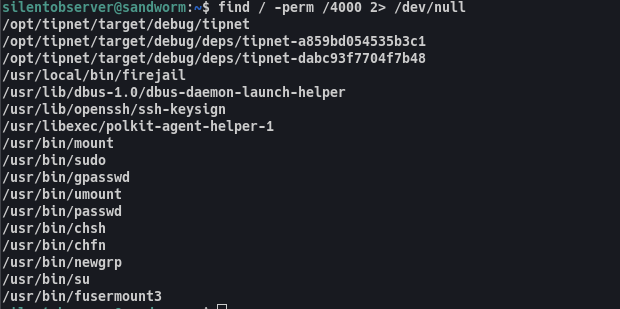 silentobserver@sandworm:~$ find / -perm /4000 2> /dev/null
/opt/tipnet/target/debug/tipnet
/opt/tipnet/target/debug/deps/tipnet-a859bd054535b3c1
/opt/tipnet/target/debug/deps/tipnet-dabc93f7704f7b48
/usr/local/bin/firejail
/usr/lib/dbus-1.0/dbus-daemon-launch-helper
/usr/lib/openssh/ssh-keysign
/usr/libexec/polkit-agent-helper-1
/usr/bin/mount
/usr/bin/sudo
/usr/bin/gpasswd
/usr/bin/umount
/usr/bin/passwd
/usr/bin/chsh
/usr/bin/chfn
/usr/bin/newgrp
/usr/bin/su
/usr/bin/fusermount3